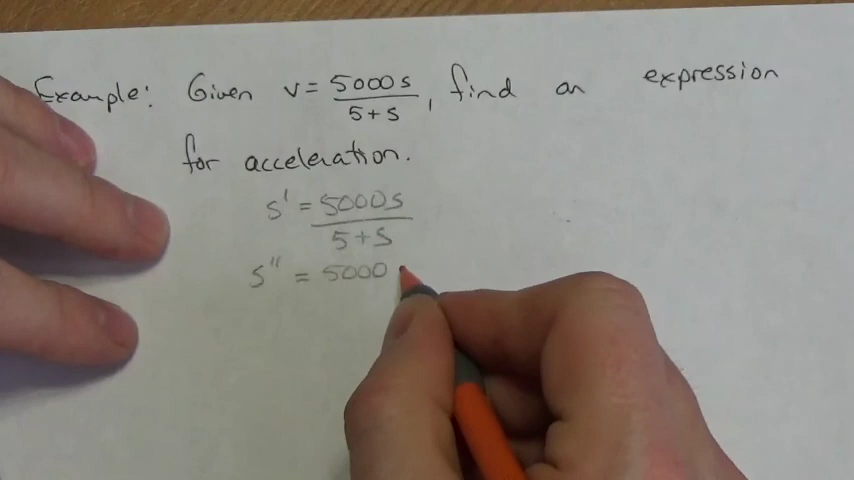 Example: Given v = 5000s / 5+s, find an expression
for acceleration.
s' = 5000s / 5+s
s'' = 5000